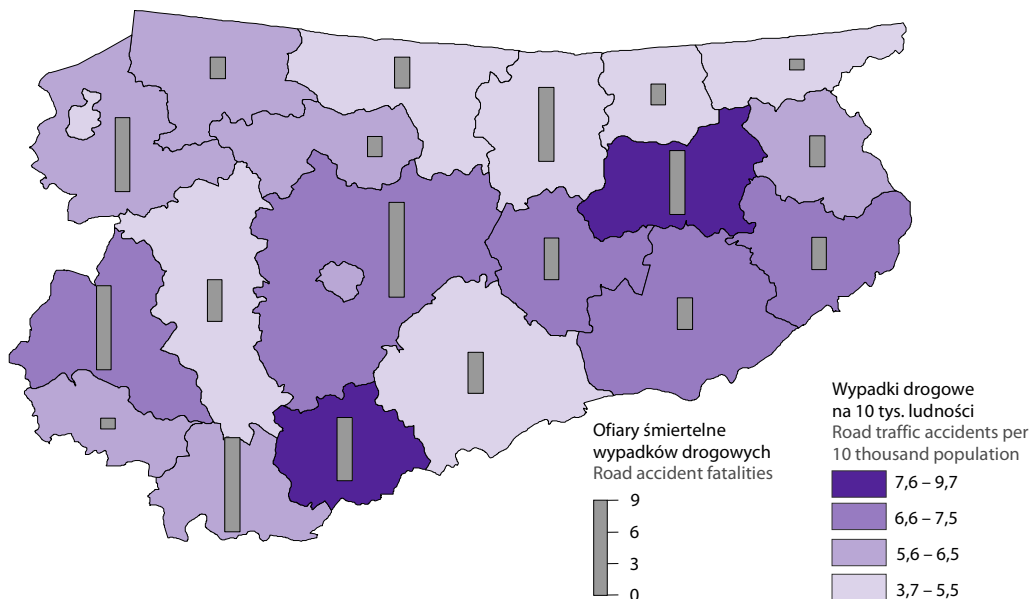 Ofiary śmiertelne
wypadków drogowych
Road accident fatalities
9
6
3
0
Wypadki drogowe
na 10 tys. ludności
Road traffic accidents per
10 thousand population
7,6 – 9,7
6,6 – 7,5
5,6 – 6,5
3,7 – 5,5